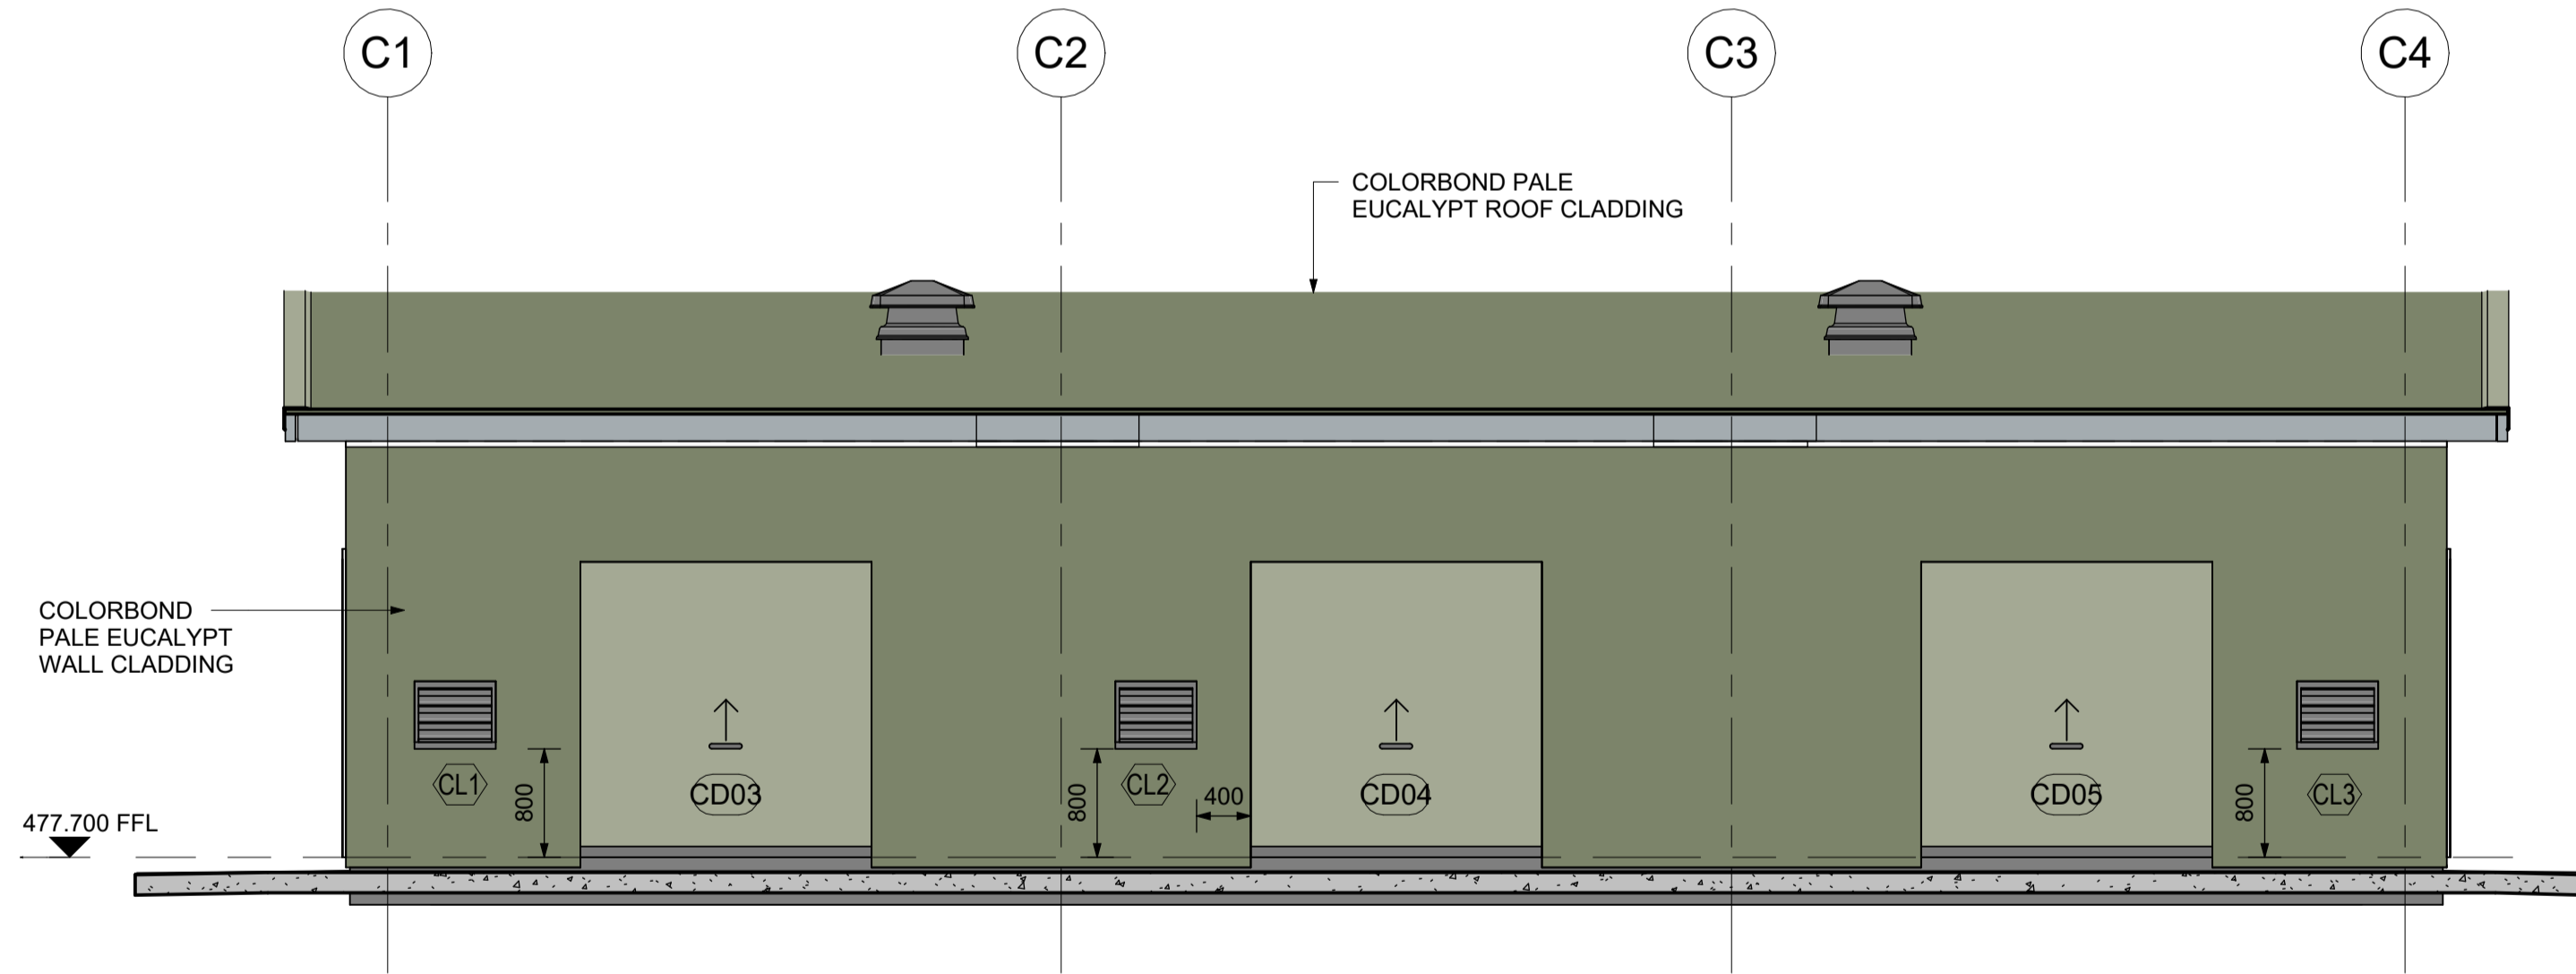 C1
C2
C3
C4
COLORBOND PALE
EUCALYPT ROOF CLADDING
COLORBOND
PALE EUCALYPT
WALL CLADDING
CL1
800
CD03
800
CL2
400
CD04
CD05
800
CL3
477.700 FFL